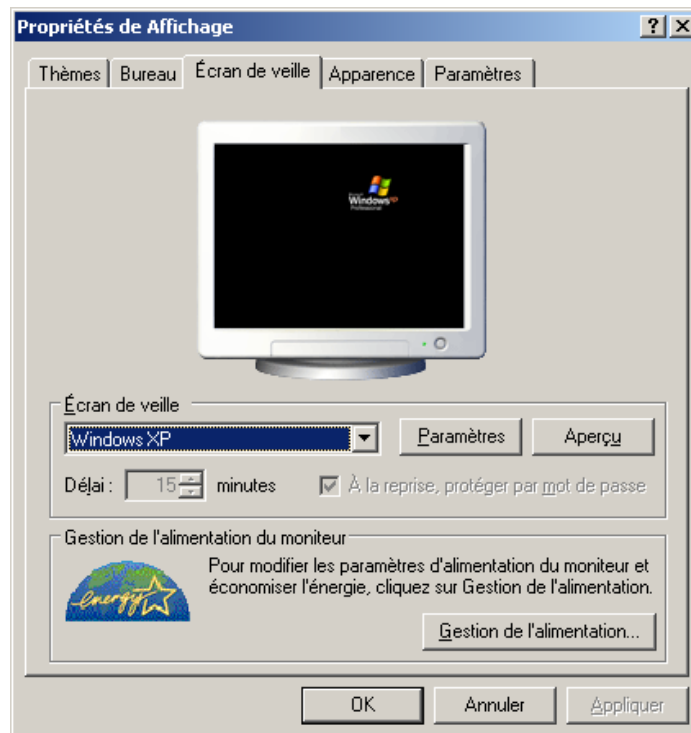 Propriétés de Affichage
Thèmes Bureau Écran de veille Apparence Paramètres
Windows xp
Professional
Écran de veille
Windows XP Paramètres Aperçu
Délai : 15 minutes À la reprise, protéger par mot de passe
Gestion de l'alimentation du moniteur
Pour modifier les paramètres d'alimentation du moniteur et
économiser l'énergie, cliquez sur Gestion de l'alimentation.
energy
Gestion de l'alimentation...
OK Annuler Appliquer